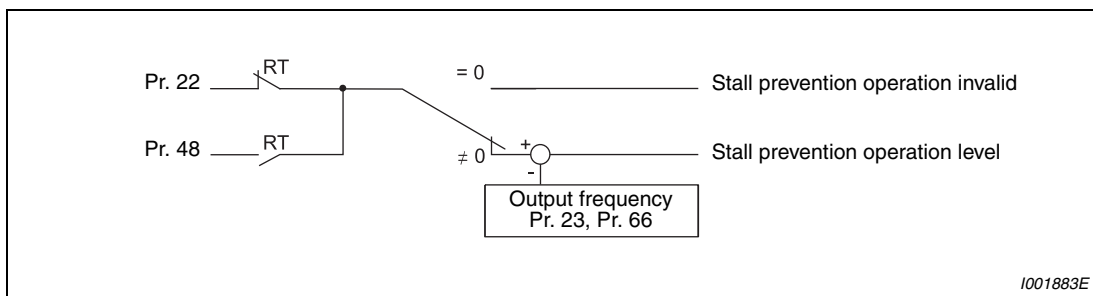 Pr. 22
RT
= 0
Stall prevention operation invalid
Pr. 48
RT
≠ 0
+
-
Stall prevention operation level
Output frequency
Pr. 23, Pr. 66
I001883E